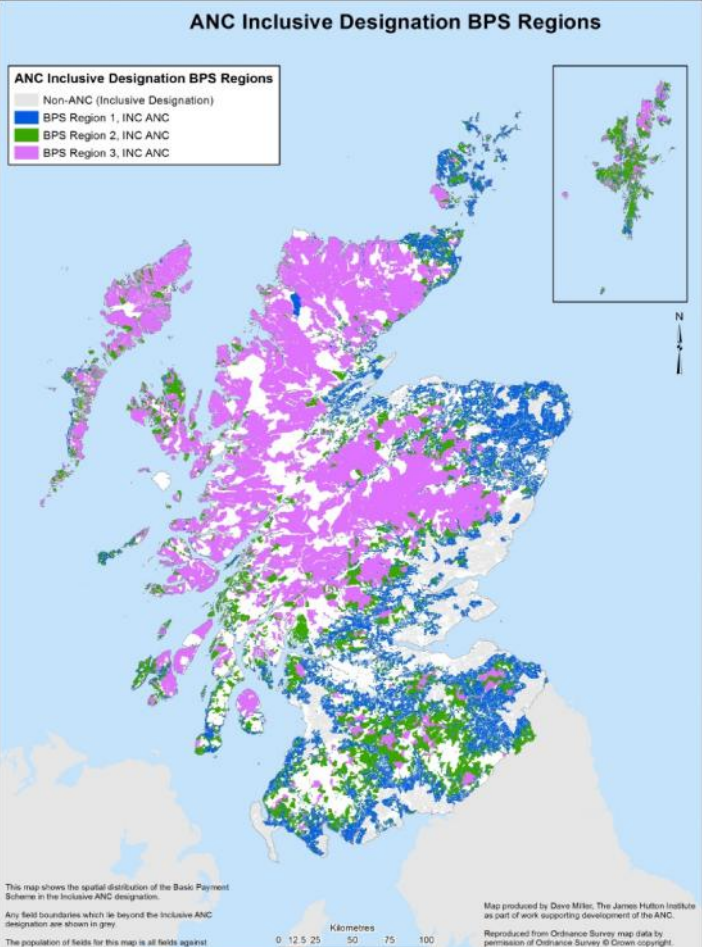 ANC Inclusive Designation BPS Regions
ANC Inclusive Designation BPS Regions
Non-ANC (Inclusive Designation)
BPS Region 1, INC ANC
BPS Region 2, INC ANC
BPS Region 3, INC ANC
N
This map shows the spatial distribution of the Basic Payment
Scheme in the Inclusive ANC designation.
Any field boundaries which lie beyond the Inclusive ANC
designation are shown in grey.
The population of fields for this map is all fields against
Kilometres
0 12.5 25 50 75 100
Map produced by Dave Miller, The James Hutton Institute
as part of work supporting development of the ANC.
Reproduced from Ordnance Survey map data by
permission of Ordnance Survey © Crown copyright.